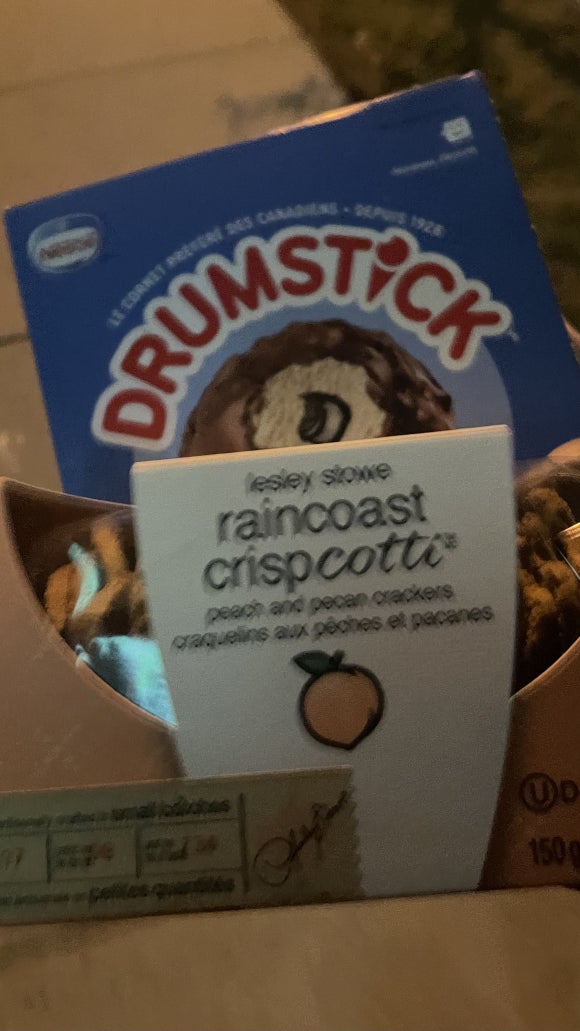 Nestlé
LE CORNET PRÉFÉRÉ DES CANADIENS • DEPUIS 1928
DRUMSTICK
lesley stowe
raincoast
crispcotti
peach and pecan crackers
craquelins aux pêches et pacanes
small batches
petites quantités
U D
150